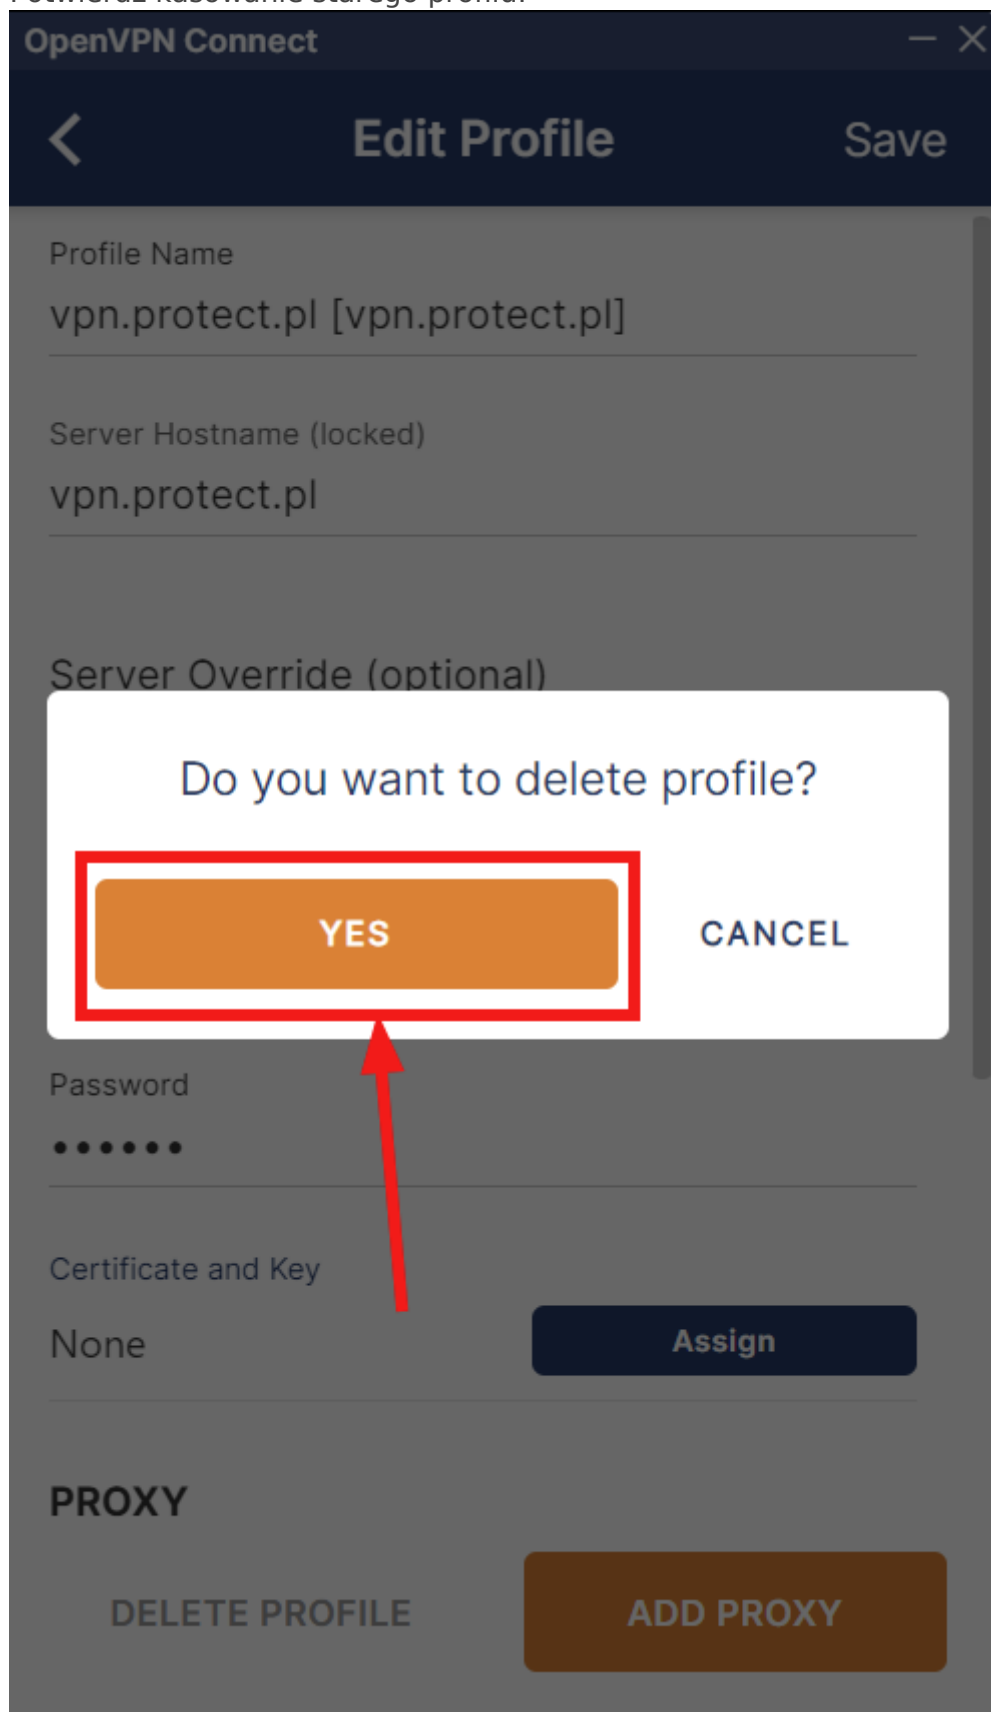 OpenVPN Connect
Edit Profile
Save
Profile Name
vpn.protect.pl [vpn.protect.pl]
Server Hostname (locked)
vpn.protect.pl
Server Override (optional)
Do you want to delete profile?
YES
CANCEL
Password
Certificate and Key
None
Assign
PROXY
DELETE PROFILE
ADD PROXY